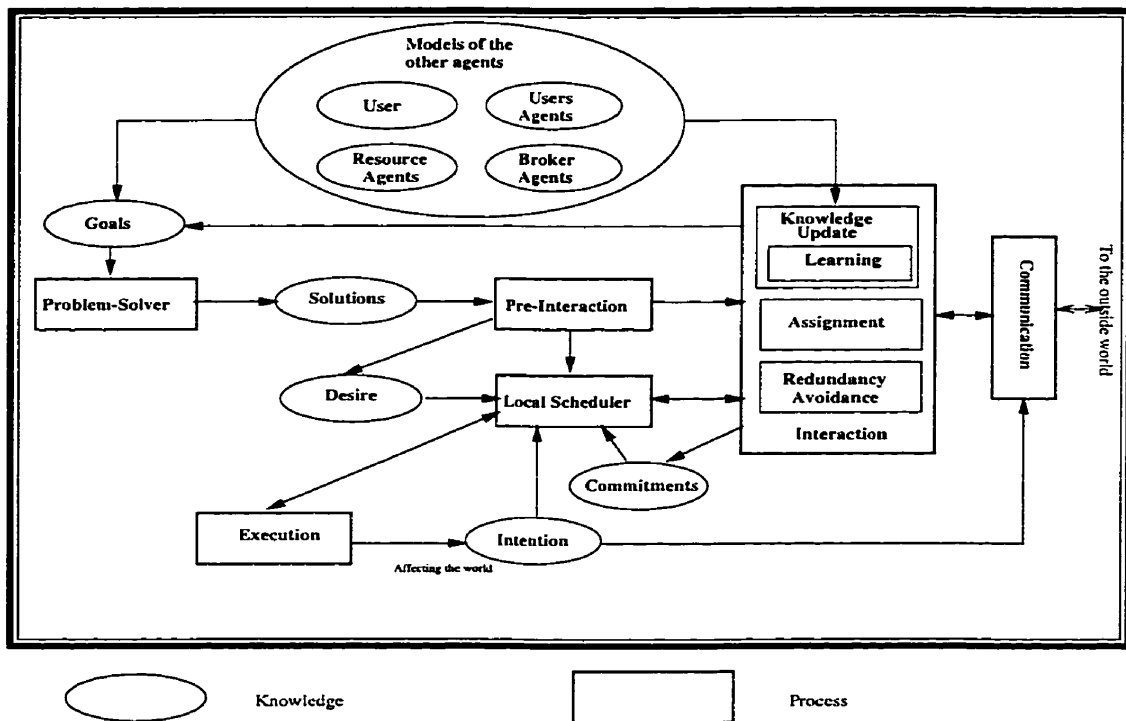 Models of the
other agents
User
Users
Agents
Resource
Agents
Broker
Agents
Goals
Knowledge
Update
Learning
Problem-Solver
Solutions
Pre-Interaction
Assignment
Communication
To the outside world
Desire
Local Scheduler
Redundancy
Avoidance
Interaction
Commitments
Execution
Intention
Affecting the world
Knowledge
Process